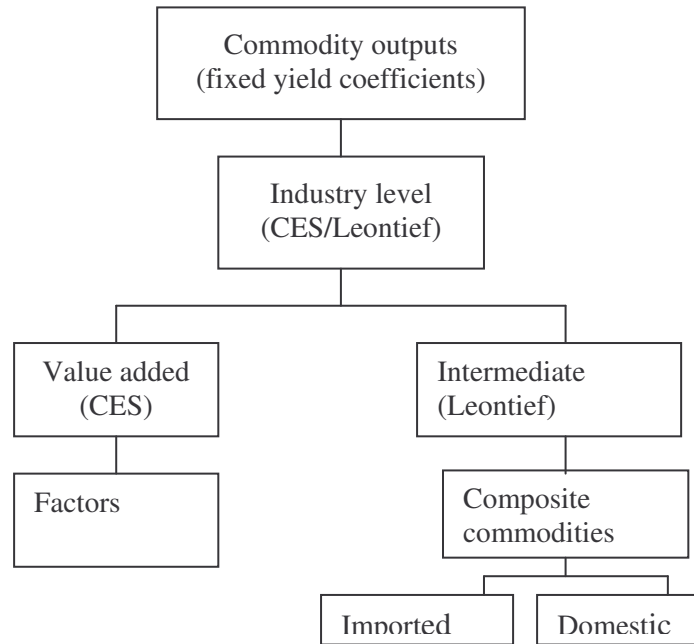 Commodity outputs
(fixed yield coefficients)
Industry level
(CES/Leontief)
Value added
(CES)
Intermediate
(Leontief)
Factors
Composite
commodities
Imported
Domestic